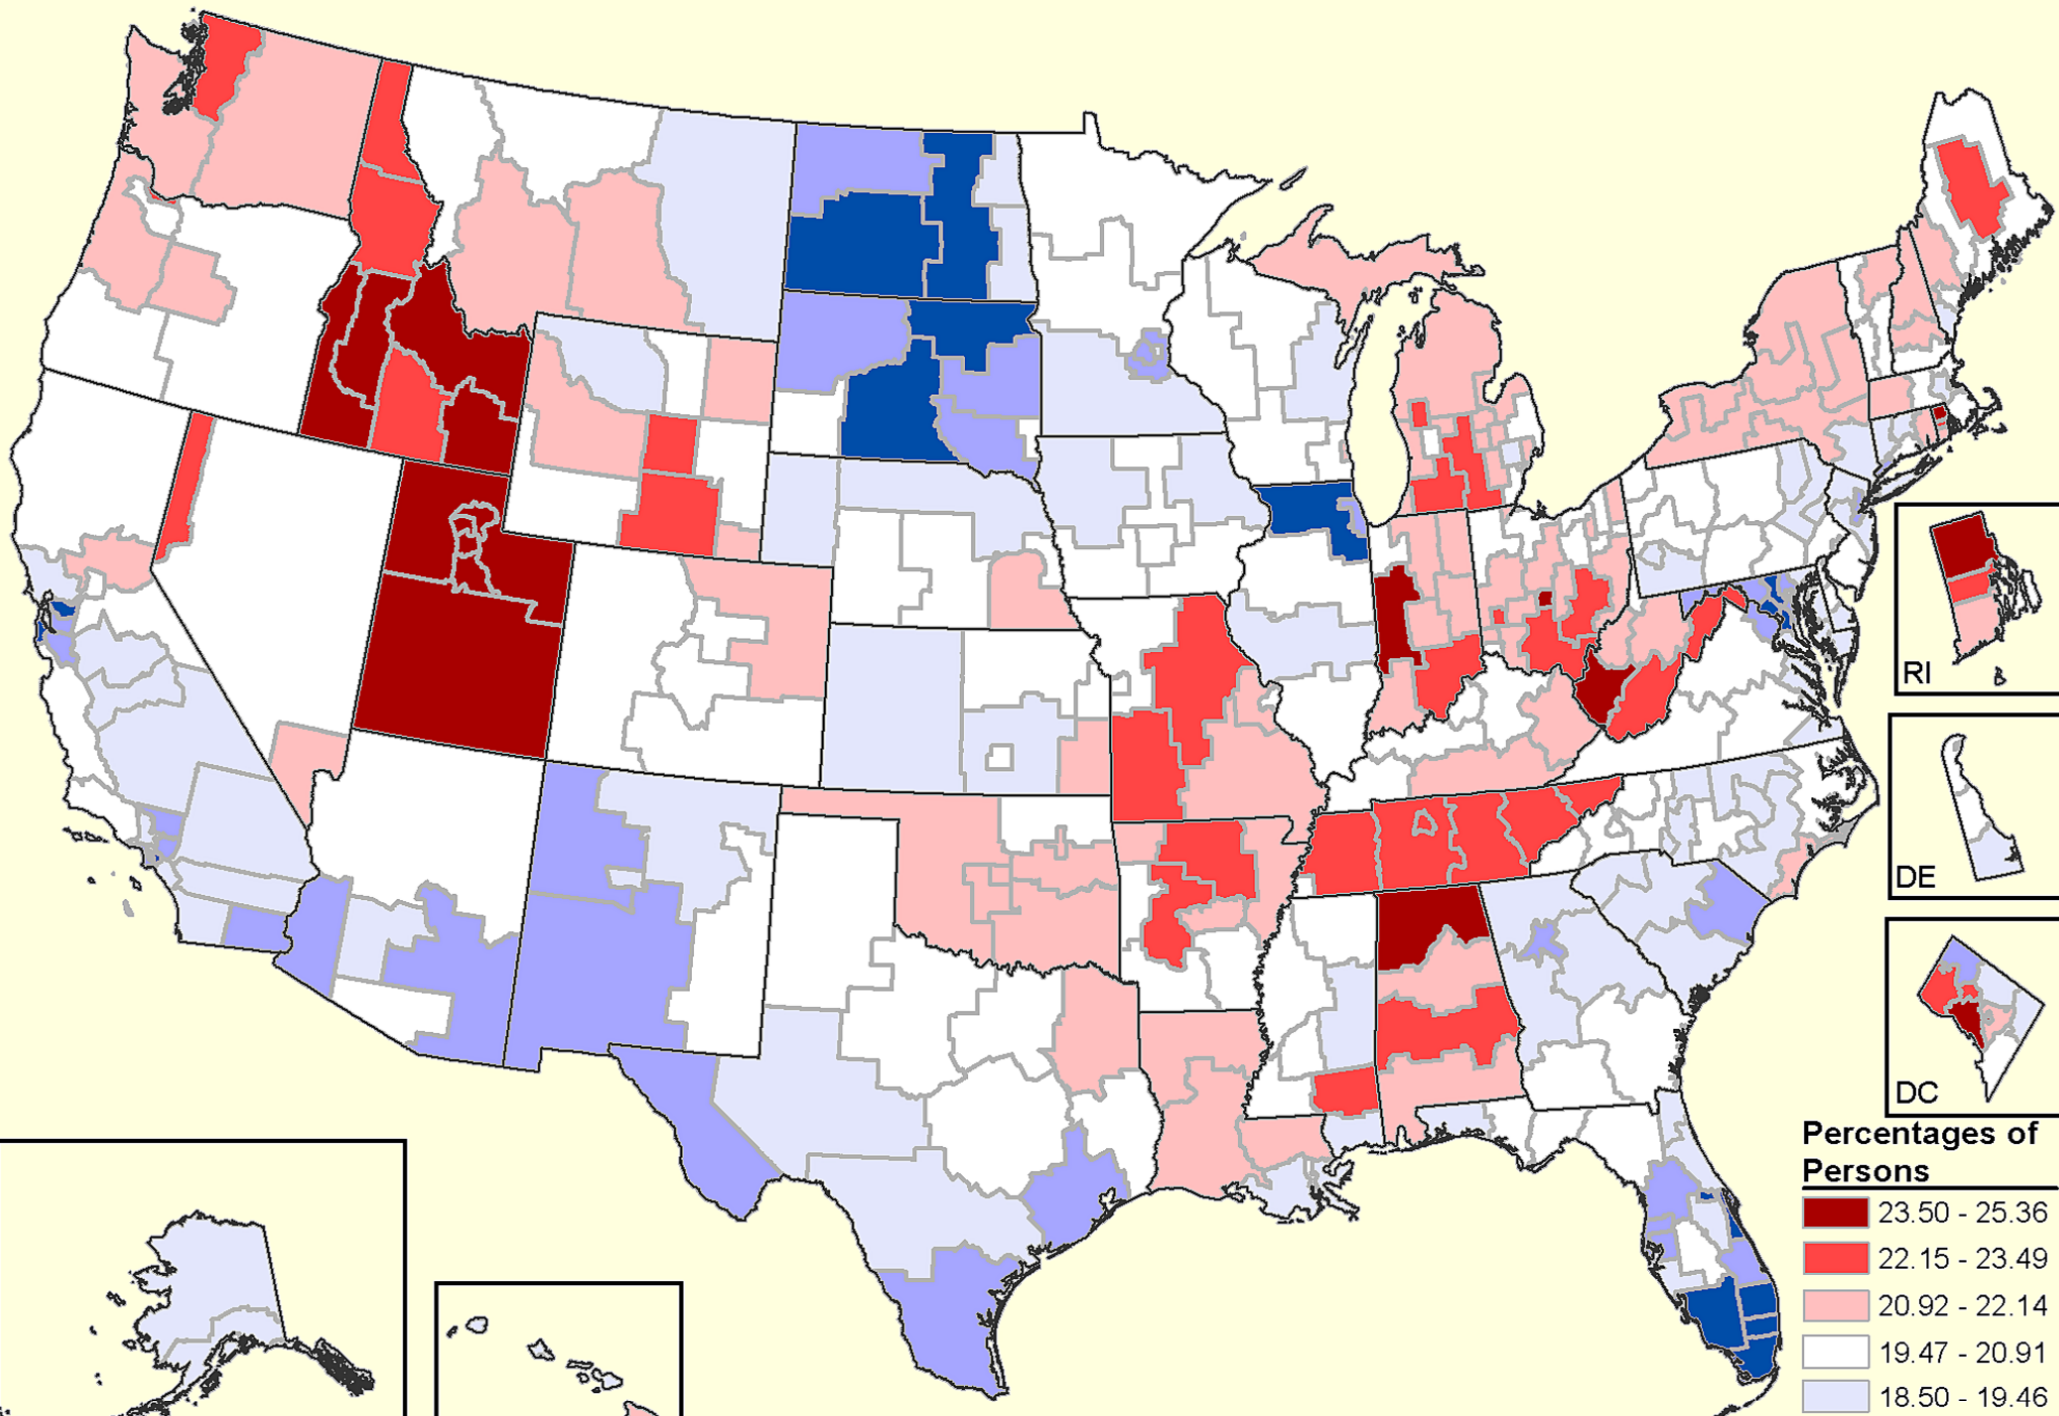 RI
DE
DC
Percentages of
Persons
23.50 - 25.36
22.15 - 23.49
20.92 - 22.14
19.47 - 20.91
18.50 - 19.46